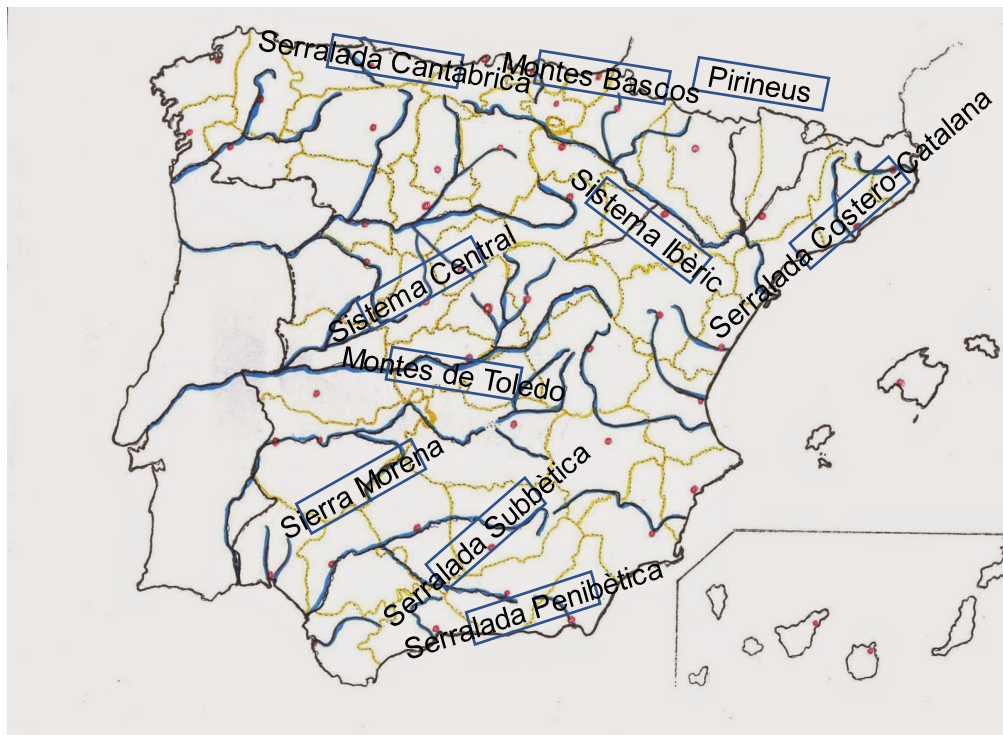 Serralada Cantàbrica
Montes Bascos
Pirineus
Serralada Costero-Catalana
Sistema Ibèric
Sistema Central
Montes de Toledo
Sierra Morena
Serralada Subbètica
Serralada Penibètica